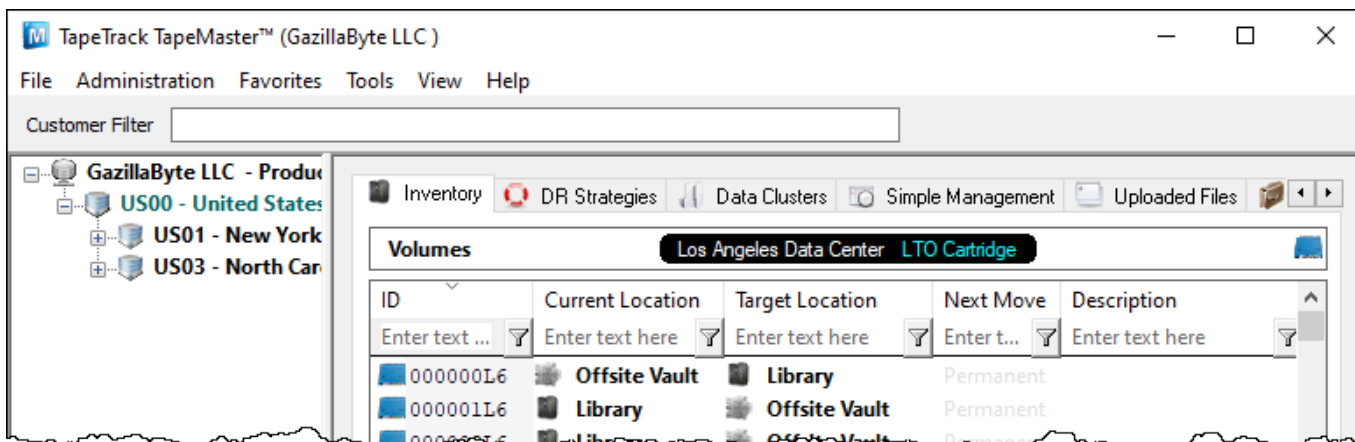 TapeTrack TapeMaster™ (GazillaByte LLC )
File Administration Favorites Tools View Help
Customer Filter
GazillaByte LLC - Produc
US00 - United States
US01 - New York
US03 - North Car
Inventory DR Strategies Data Clusters Simple Management Uploaded Files
Volumes Los Angeles Data Center LTO Cartridge
ID Current Location Target Location Next Move Description
Enter text ... Enter text here Enter text here Enter t... Enter text here
000000L6 Offsite Vault Library Permanent
000001L6 Library Offsite Vault Permanent